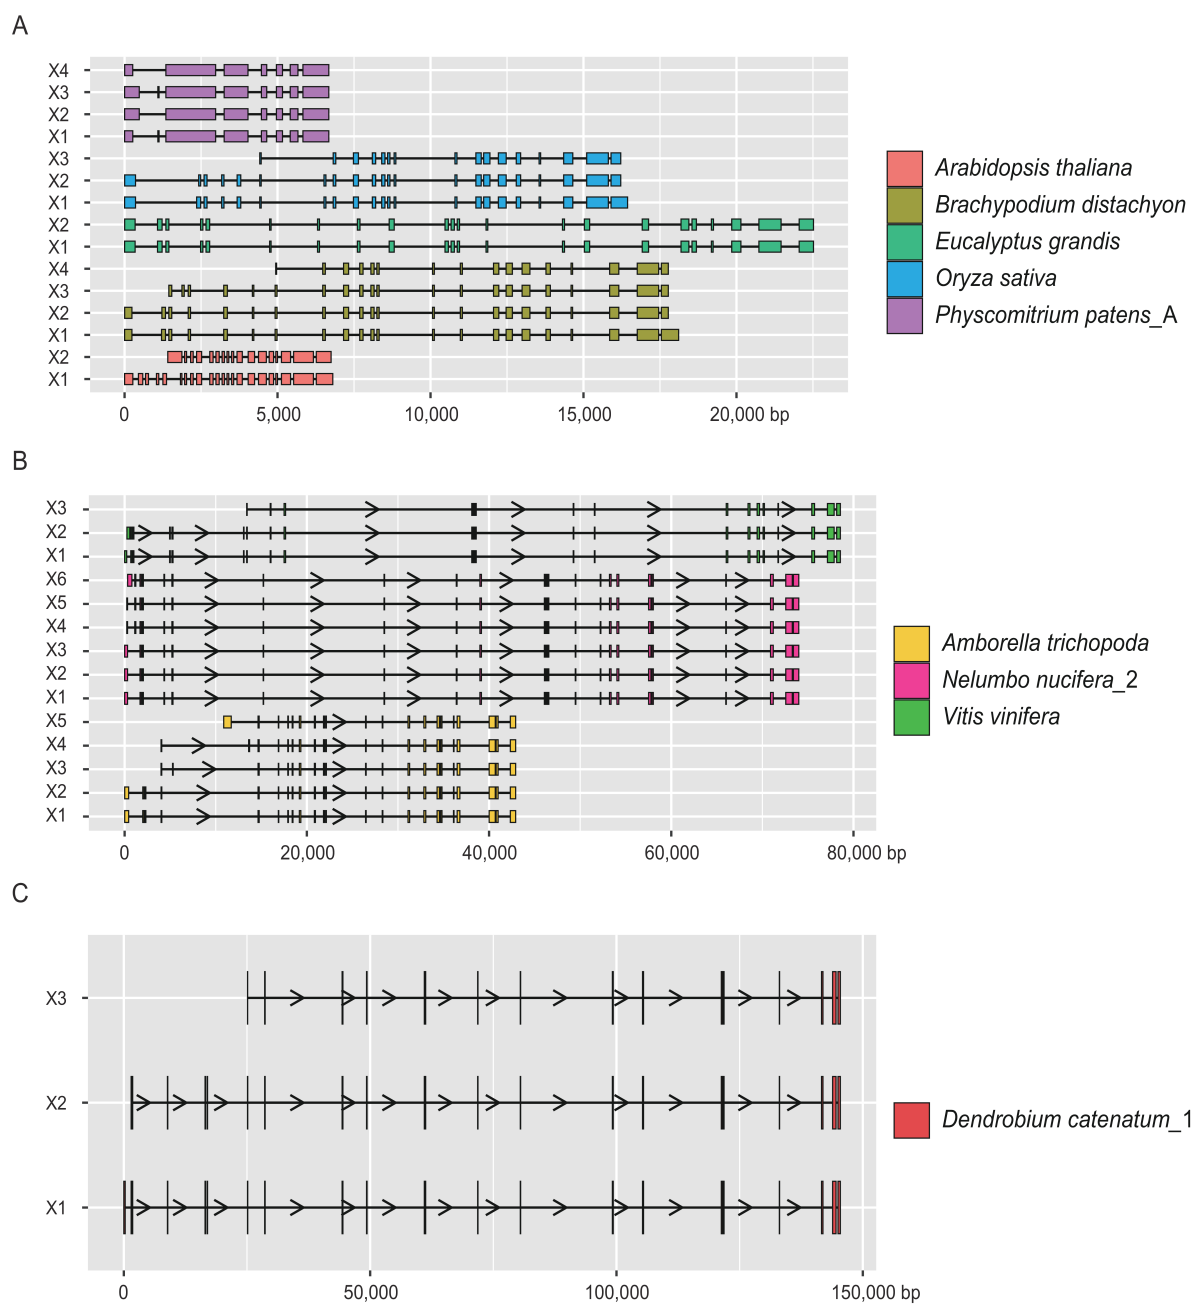 A
X4
X3
X2
X1
X3
X2
X1
X2
X1
X4
X3
X2
X1
X2
X1
0 5,000 10,000 15,000 20,000 bp
Arabidopsis thaliana
Brachypodium distachyon
Eucalyptus grandis
Oryza sativa
Physcomitrium patens_A
B
X3
X2
X1
X6
X5
X4
X3
X2
X1
X5
X4
X3
X2
X1
0 20,000 40,000 60,000 80,000 bp
Amborella trichopoda
Nelumbo nucifera_2
Vitis vinifera
C
X3
X2
X1
0 50,000 100,000 150,000 bp
Dendrobium catenatum_1